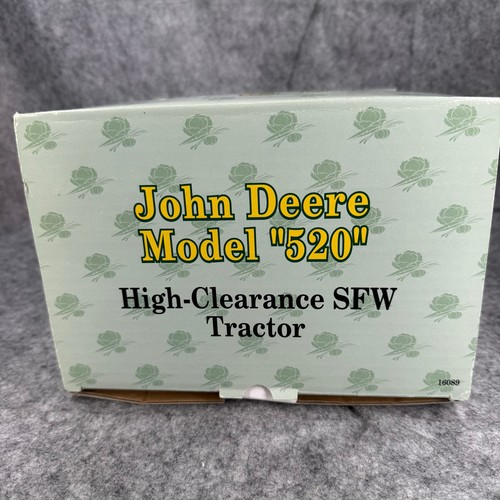 John Deere
Model "520"
High-Clearance SFW
Tractor
16089